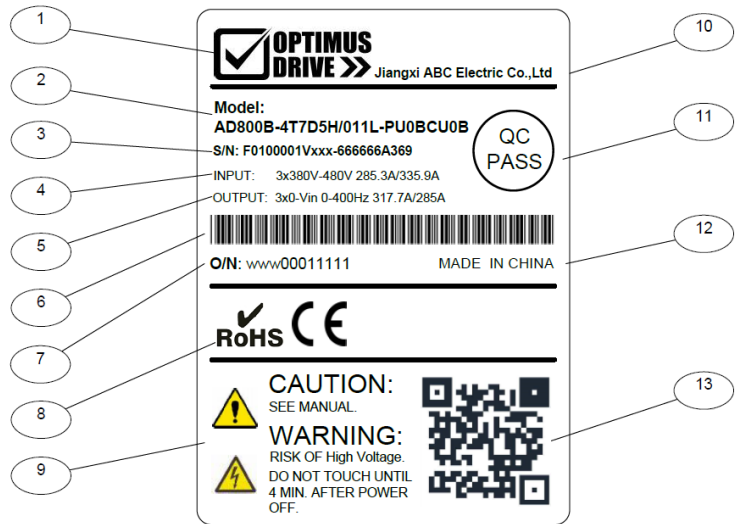 1
OPTIMUS
DRIVE
Jiangxi ABC Electric Co.,Ltd
10
2
Model:
AD800B-4T7D5H/011L-PU0BCU0B
QC
PASS
11
3
S/N: F0100001Vxxx-666666A369
4
INPUT: 3x380V-480V 285.3A/335.9A
5
OUTPUT: 3x0-Vin 0-400Hz 317.7A/285A
6
12
7
O/N: www00011111 MADE IN CHINA
8
RoHS CE
9
CAUTION:
SEE MANUAL.
WARNING:
RISK OF High Voltage.
DO NOT TOUCH UNTIL
4 MIN. AFTER POWER
OFF.
13